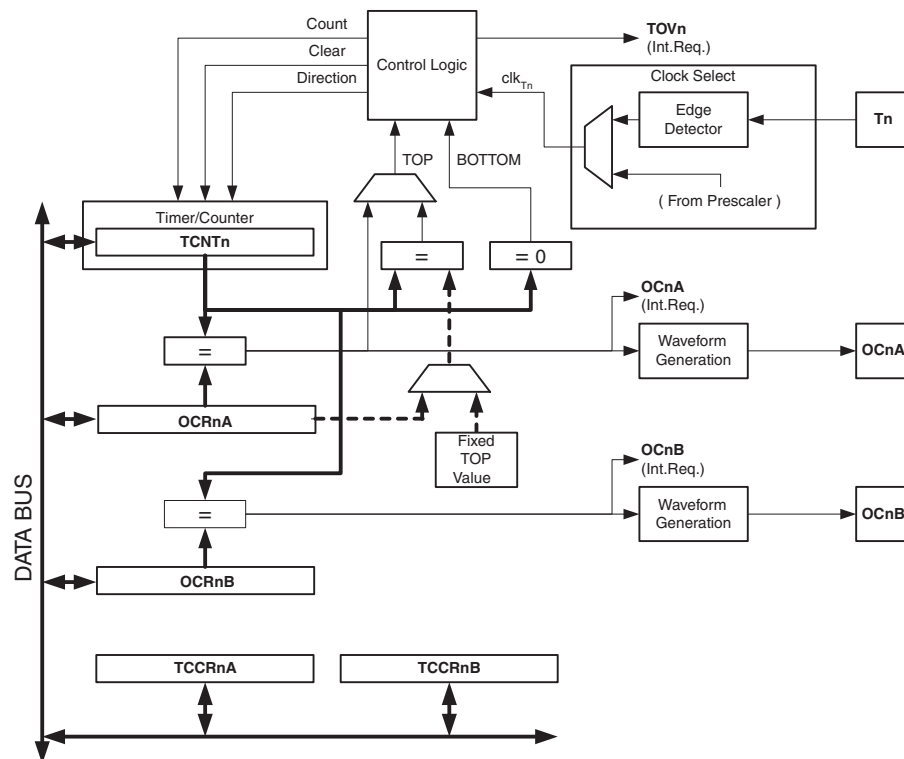 Count
Clear
Direction
Control Logic
TOVn
(Int.Req.)
clkTn
Clock Select
Edge
Detector
Tn
( From Prescaler )
TOP
BOTTOM
Timer/Counter
TCNTn
=
= 0
OCnA
(Int.Req.)
=
Waveform
Generation
OCnA
OCRnA
Fixed
TOP
Value
OCnB
(Int.Req.)
=
Waveform
Generation
OCnB
OCRnB
DATA BUS
TCCRnA
TCCRnB